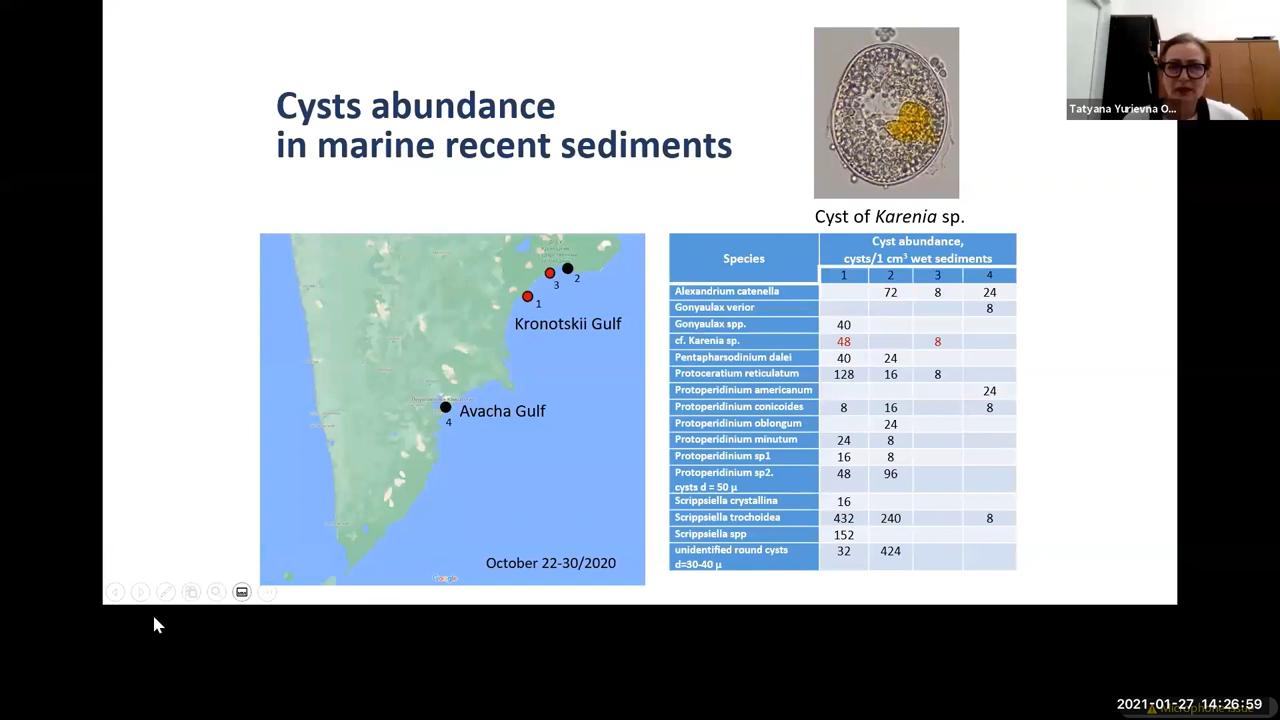 Cysts abundance
in marine recent sediments
Tatyana Yurievna O...
Cyst of Karenia sp.
3
2
1
Kronotskii Gulf
Avacha Gulf
4
October 22-30/2020
Google
Species Cyst abundance,
cysts/1 cm³ wet sediments
1 2 3 4
Alexandrium catenella 72 8 24
Gonyaulax verior 8
Gonyaulax spp. 40
cf. Karenia sp. 48 8
Pentapharsodinium dalei 40 24
Protoceratium reticulatum 128 16 8
Protoperidinium americanum 24
Protoperidinium conicoides 8 16 8
Protoperidinium oblongum 24
Protoperidinium minutum 24 8
Protoperidinium sp1 16 8
Protoperidinium sp2. 48 96
cysts d = 50 μ
Scrippsiella crystallina 16
Scrippsiella trochoidea 432 240 8
Scrippsiella spp 152
unidentified round cysts 32 424
d=30-40 μ
2021-01-27 14:26:59